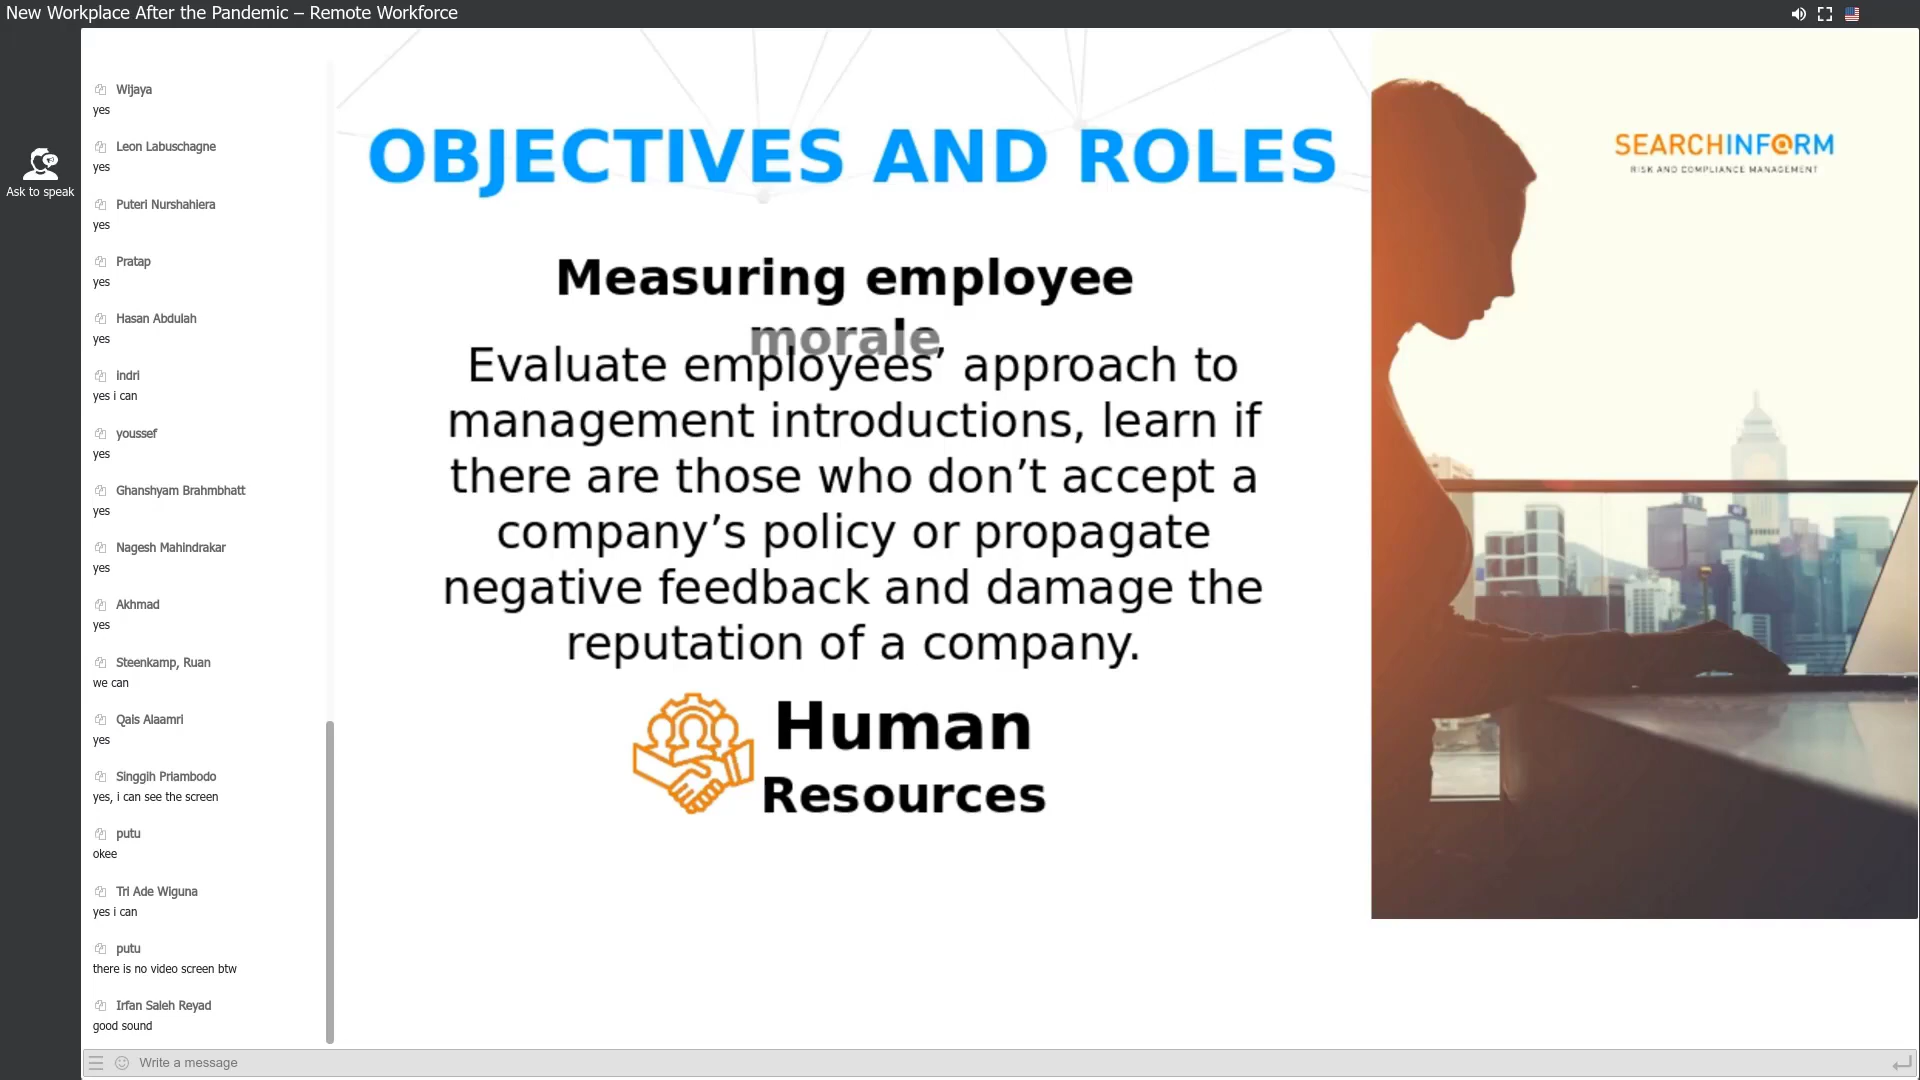 New Workplace After the Pandemic – Remote Workforce
Ask to speak
Wijaya
yes
Leon Labuschagne
yes
Puteri Nurshahiera
yes
Pratap
yes
Hasan Abdulah
yes
indri
yes i can
youssef
yes
Ghanshyam Brahmbhatt
yes
Nagesh Mahindrakar
yes
Akhmad
yes
Steenkamp, Ruan
we can
Qais Alaamri
yes
Singgih Priambodo
yes, i can see the screen
putu
okee
Tri Ade Wiguna
yes i can
putu
there is no video screen btw
Irfan Saleh Reyad
good sound
Write a message
OBJECTIVES AND ROLES
Measuring employee
morale
Evaluate employees’ approach to
management introductions, learn if
there are those who don’t accept a
company’s policy or propagate
negative feedback and damage the
reputation of a company.
Human
Resources
SEARCHINF@RM
RISK AND COMPLIANCE MANAGEMENT